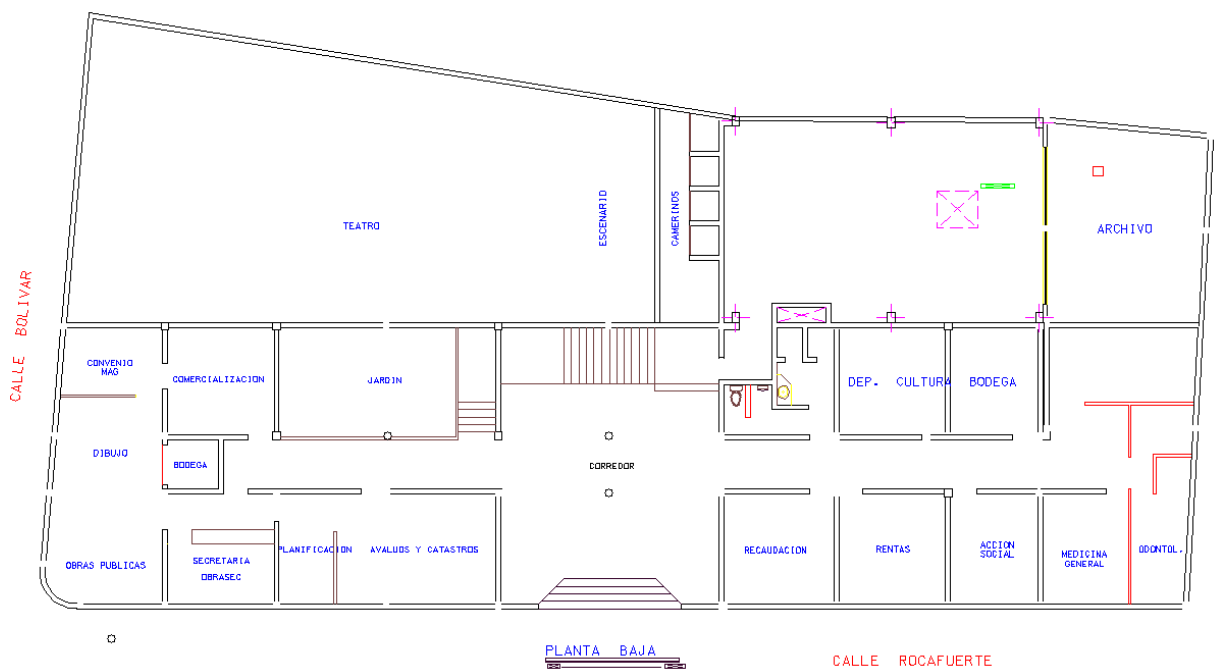 TEATRO
ESCENARIO
CAMERINOS
ARCHIVO
CALLE BOLIVAR
CONVENIO
MAG
COMERCIALIZACION
JARDIN
DEP. CULTURA
BODEGA
DIBUJO
BODEGA
CORREDOR
OBRAS PUBLICAS
SECRETARIA
OBRASEC
PLANIFICACION
AVALUOS Y CATASTROS
RECAUDACION
RENTAS
ACCION
SOCIAL
MEDICINA
GENERAL
ODONTOL.
PLANTA BAJA
CALLE ROCAFUERTE